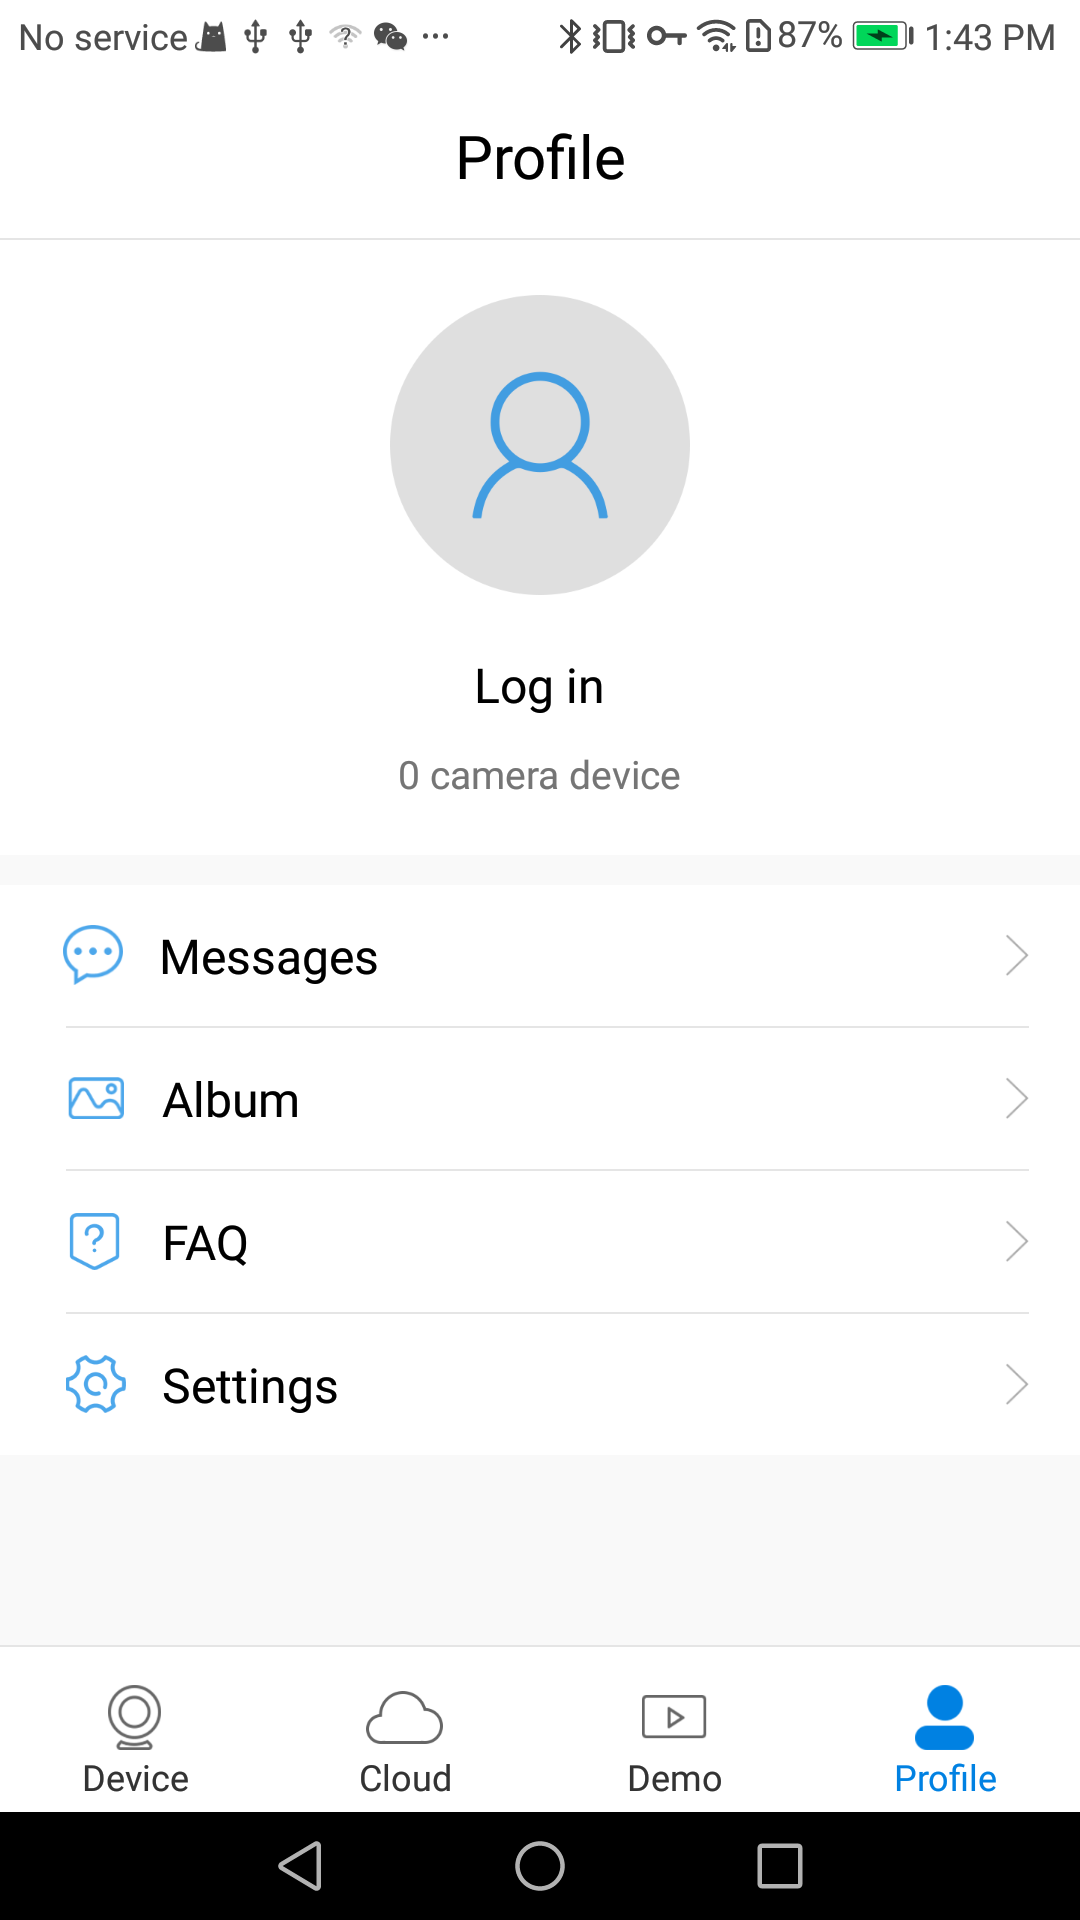 No service 87% 1:43 PM
Profile
Log in
0 camera device
Messages
Album
FAQ
Settings
Device Cloud Demo Profile